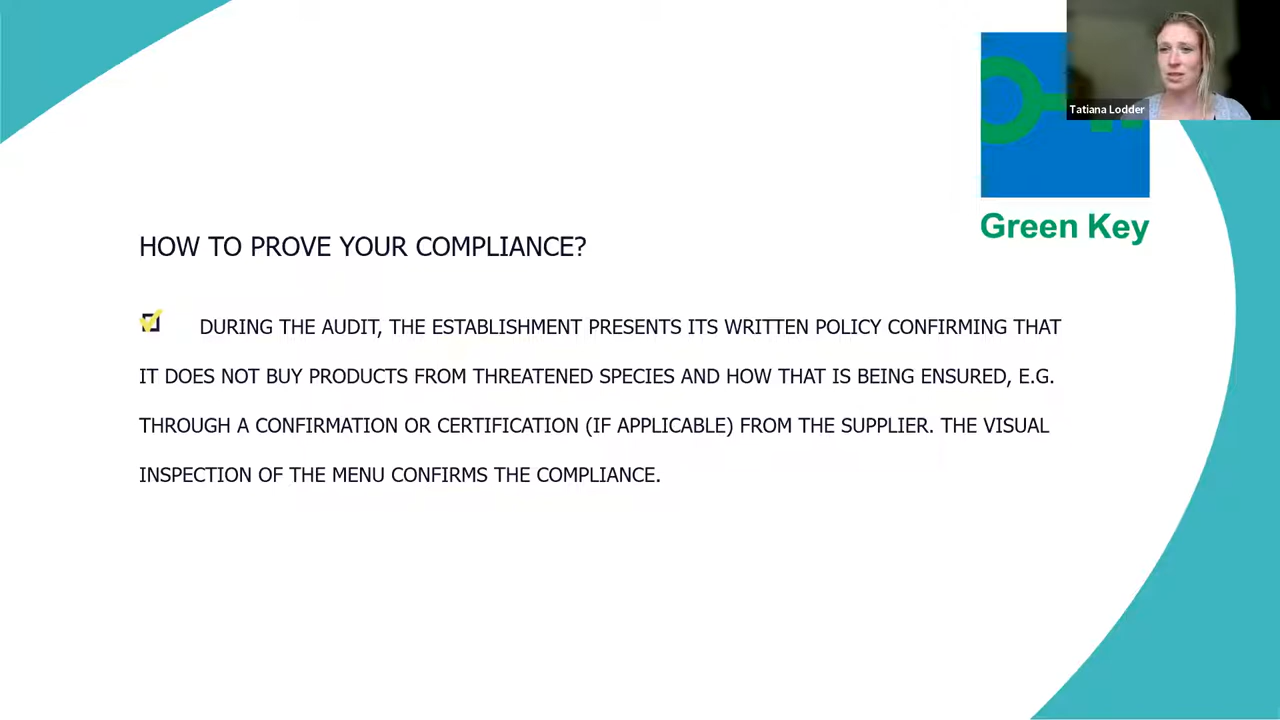 Tatiana Lodder
Green Key
HOW TO PROVE YOUR COMPLIANCE?
DURING THE AUDIT, THE ESTABLISHMENT PRESENTS ITS WRITTEN POLICY CONFIRMING THAT
IT DOES NOT BUY PRODUCTS FROM THREATENED SPECIES AND HOW THAT IS BEING ENSURED, E.G.
THROUGH A CONFIRMATION OR CERTIFICATION (IF APPLICABLE) FROM THE SUPPLIER. THE VISUAL
INSPECTION OF THE MENU CONFIRMS THE COMPLIANCE.